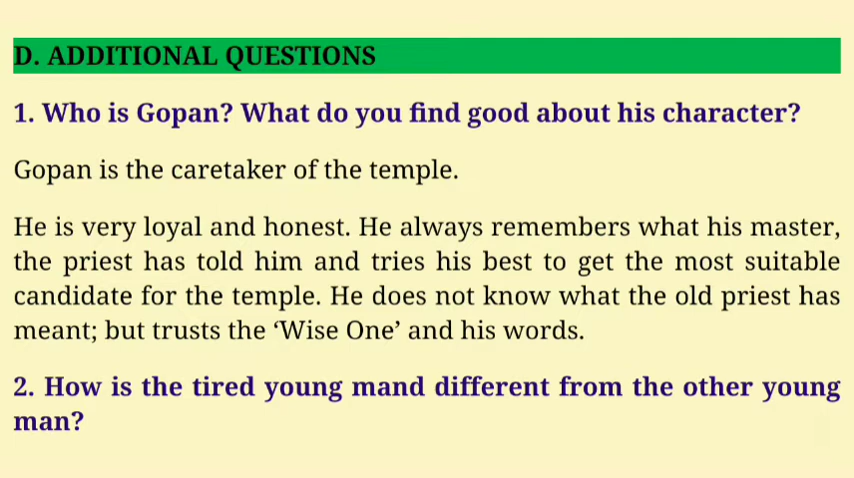 D. ADDITIONAL QUESTIONS
1. Who is Gopan? What do you find good about his character?
Gopan is the caretaker of the temple.
He is very loyal and honest. He always remembers what his master,
the priest has told him and tries his best to get the most suitable
candidate for the temple. He does not know what the old priest has
meant; but trusts the ‘Wise One’ and his words.
2. How is the tired young mand different from the other young
man?